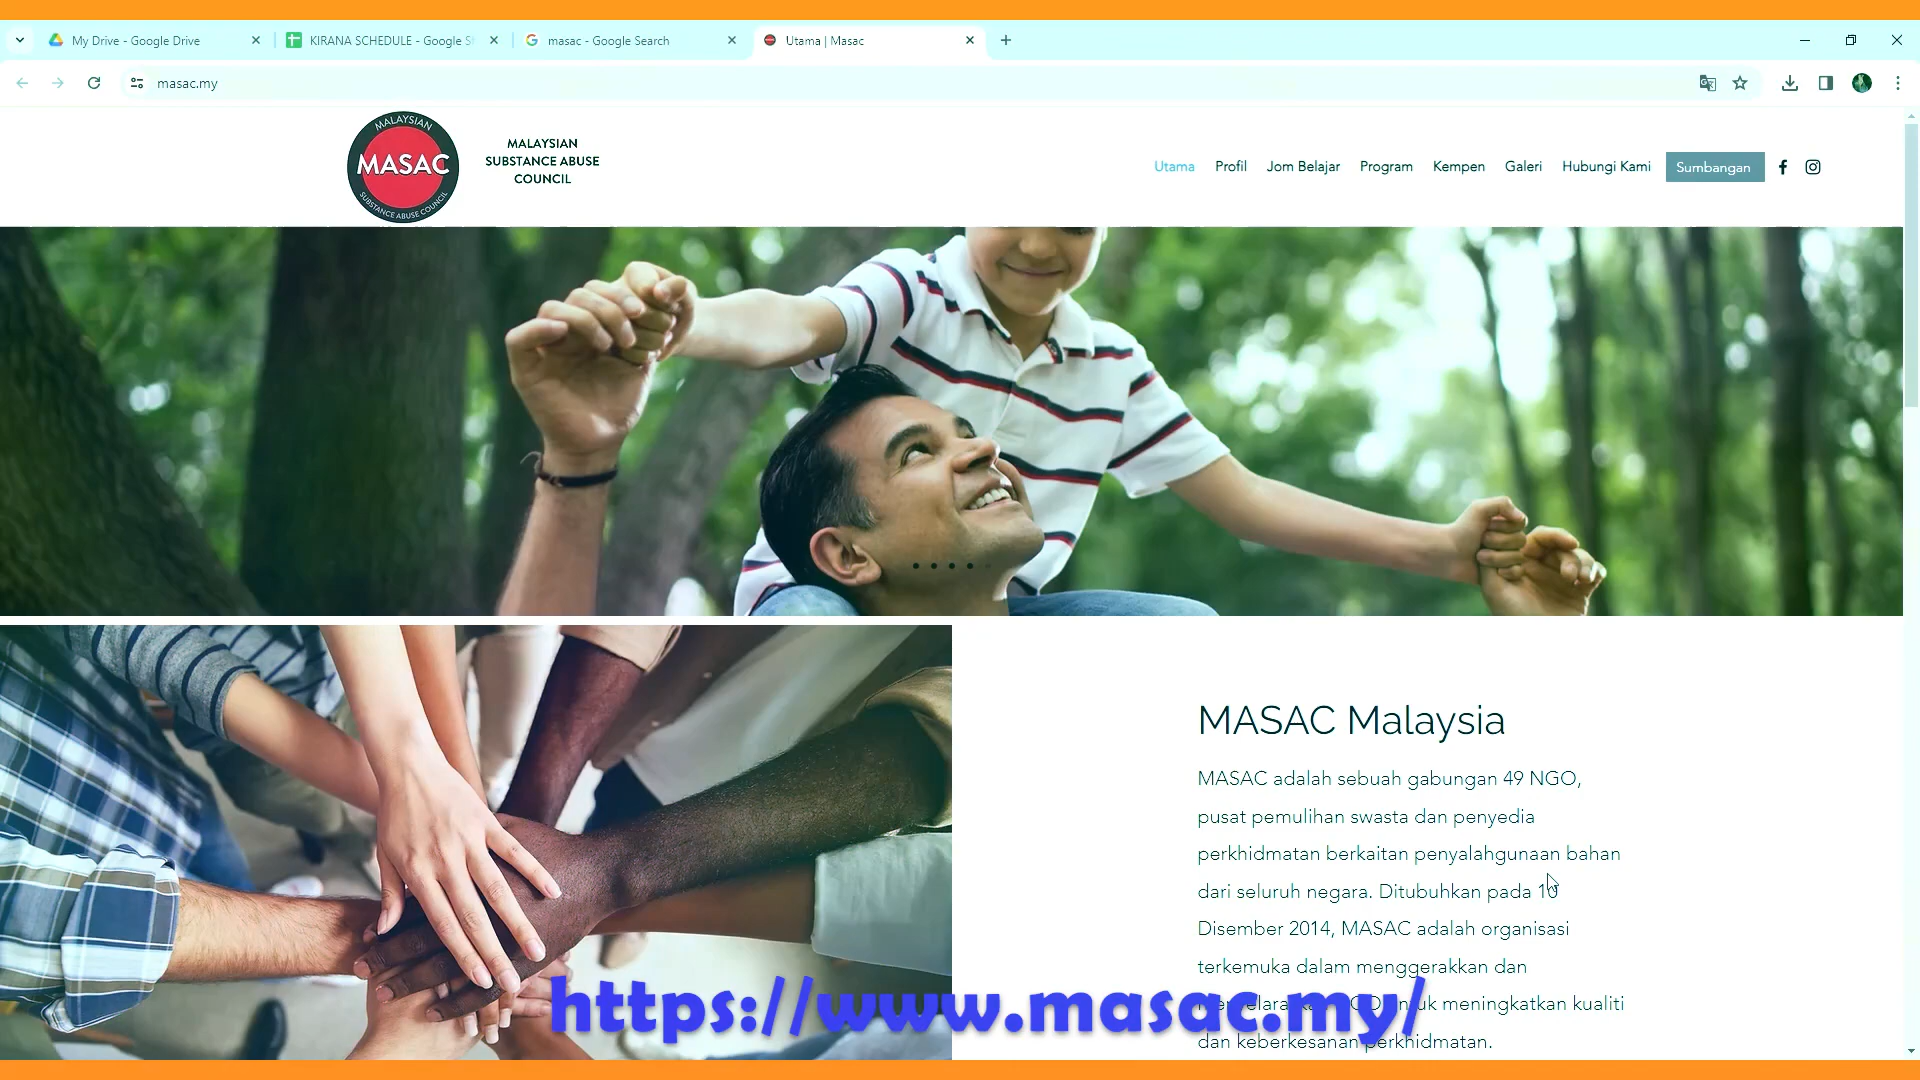 My Drive - Google Drive
KIRANA SCHEDULE - Google S
masac - Google Search
Utama | Masac
masac.my
MALAYSIAN
MASAC
SUBSTANCE ABUSE COUNCIL
MALAYSIAN
SUBSTANCE ABUSE
COUNCIL
Utama
Profil
Jom Belajar
Program
Kempen
Galeri
Hubungi Kami
Sumbangan
MASAC Malaysia
MASAC adalah sebuah gabungan 49 NGO,
pusat pemulihan swasta dan penyedia
perkhidmatan berkaitan penyalahgunaan bahan
dari seluruh negara. Ditubuhkan pada
Disember 2014, MASAC adalah organisasi
terkemuka dalam menggerakkan dan
meningkatkan kualiti
dan keberkesanan perkhidmatan.
https://www.masac.my/